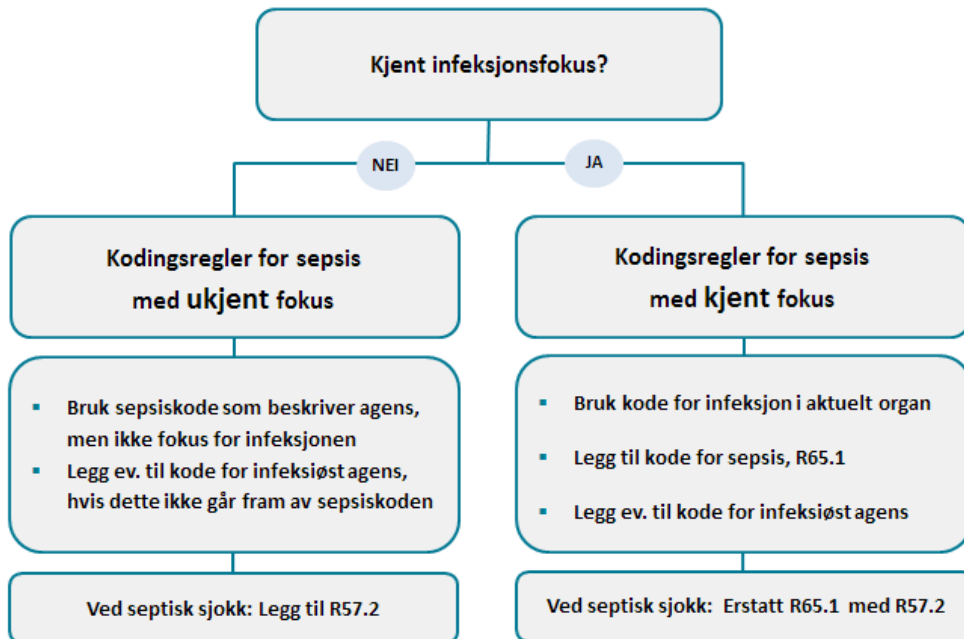 Kjent infeksjonsfokus?
NEI
JA
Kodingsregler for sepsis
med ukjent fokus
Kodingsregler for sepsis
med kjent fokus
▪ Bruk sepsiskode som beskriver agens,
men ikke fokus for infeksjonen
▪ Legg ev. til kode for infeksiøst agens,
hvis dette ikke går fram av sepsiskoden
▪ Bruk kode for infeksjon i aktuelt organ
▪ Legg til kode for sepsis, R65.1
▪ Legg ev. til kode for infeksiøst agens
Ved septisk sjokk: Legg til R57.2
Ved septisk sjokk: Erstatt R65.1 med R57.2